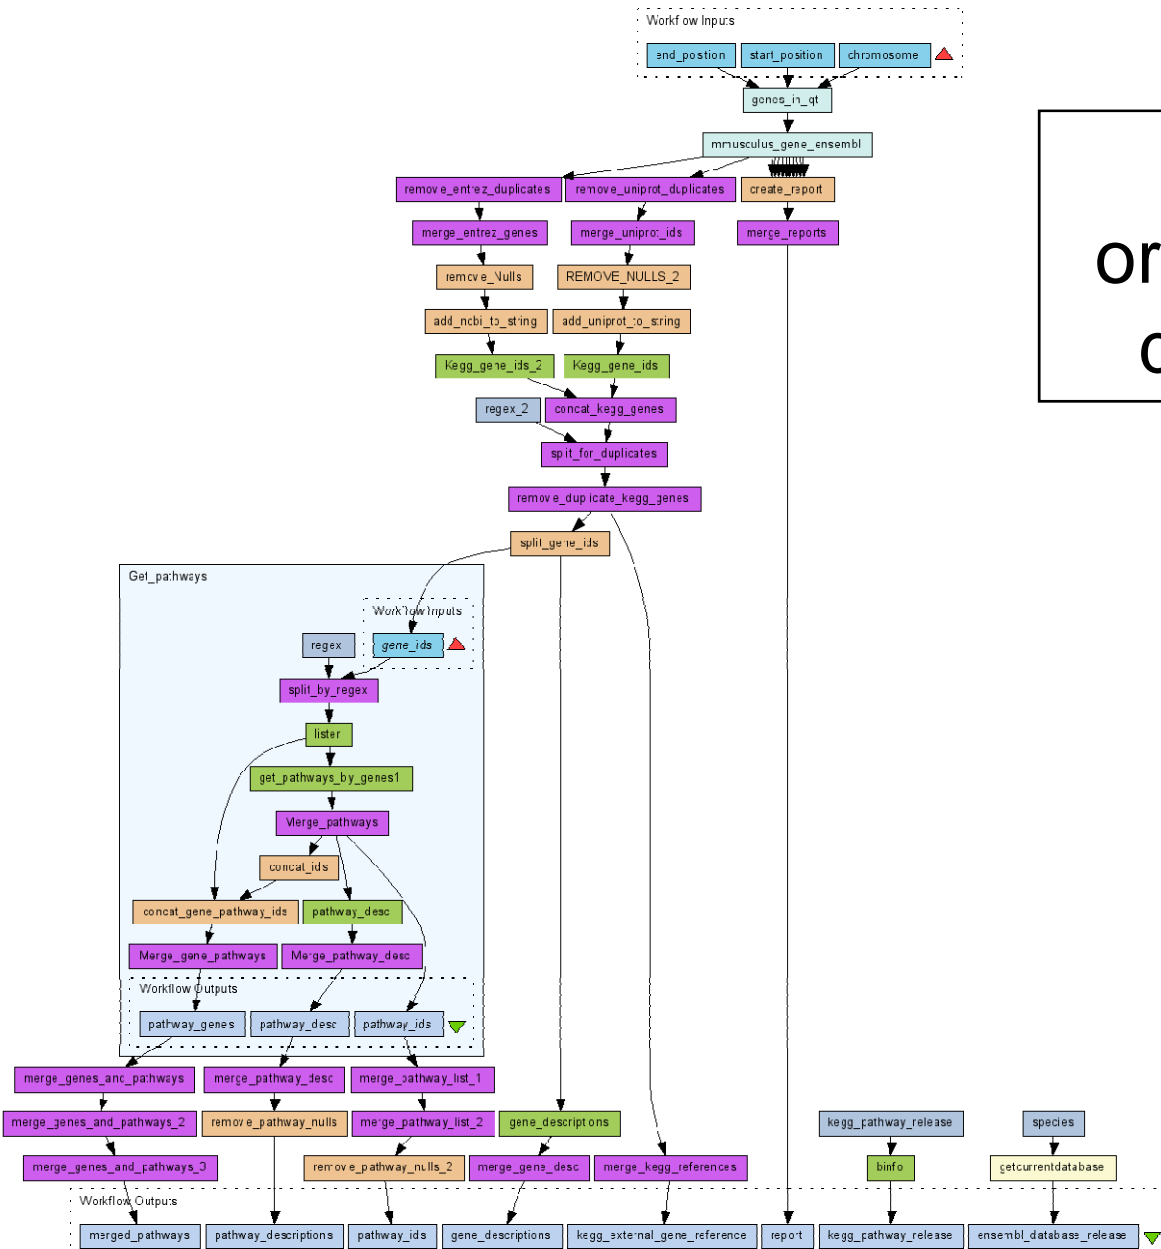 Workflow Inputs
end_position start_position chromosome
genes_in_qt
mmusculus_gene_ensembl
remove_entrez_duplicates remove_uniprot_duplicates create_report
merge_entrez_genes merge_uniprot_ids merge_reports
remove_Nulls REMOVE_NULLS_2
add_ncbi_to_string add_uniprot_to_string
Kegg_gene_ids_2 Kegg_gene_ids
regex_2 concat_kegg_genes
split_for_duplicates
remove_duplicate_kegg_genes
split_gene_ids
Get_pathways
Workflow Inputs
regex gene_ids
split_by_regex
lister
get_pathways_by_genes1
Merge_pathways
concat_ids
concat_gene_pathway_ids pathway_desc
Merge_gene_pathways Merge_pathway_desc
Workflow Outputs
pathway_genes pathway_desc pathway_ids
merge_genes_and_pathways merge_pathway_desc merge_pathway_list_1
merge_genes_and_pathways_2 remove_pathway_nulls merge_pathway_list_2 gene_descriptions kegg_pathway_release species
merge_genes_and_pathways_3 remove_pathway_nulls_2 merge_gene_desc merge_kegg_references binfo getcurrentdatabase
Workflow Outputs
merged_pathways pathway_descriptions pathway_ids gene_descriptions kegg_external_gene_reference report kegg_pathway_release ensembl_database_release
or